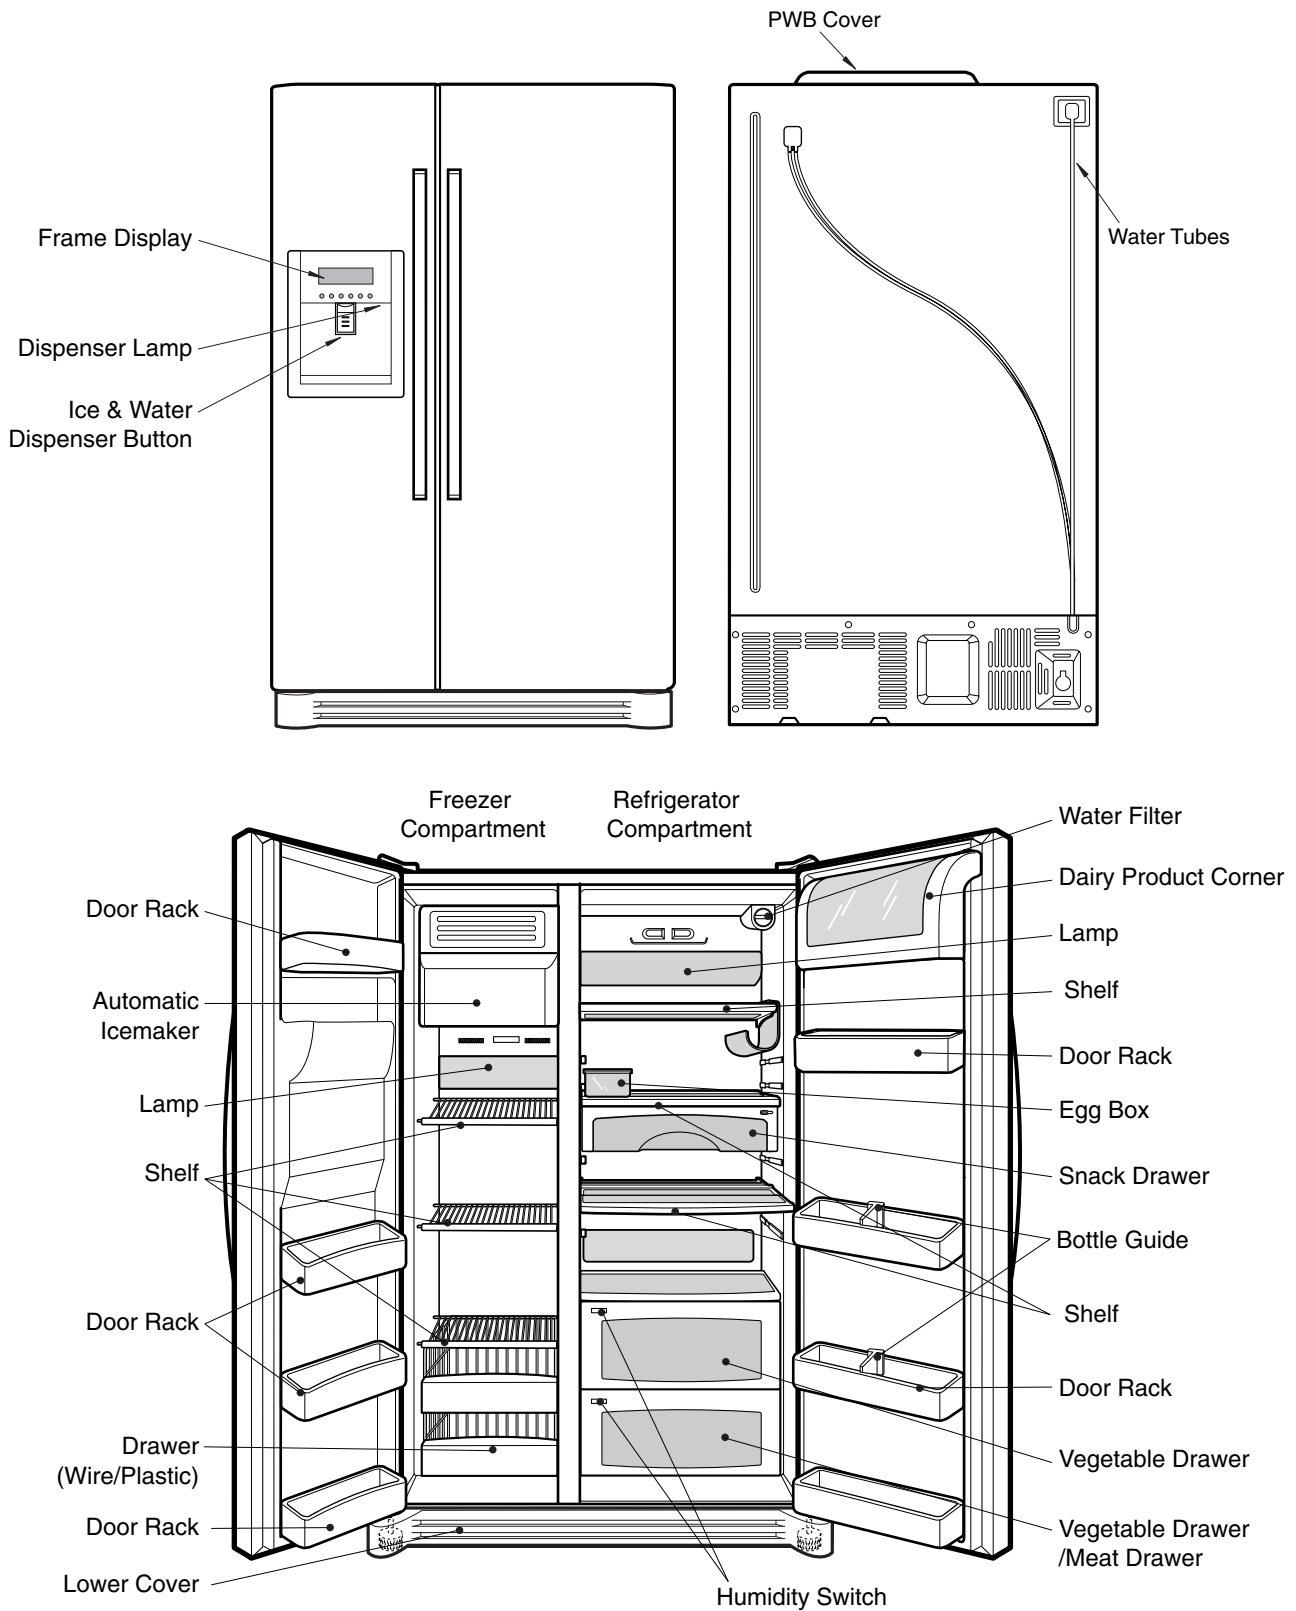 PWB Cover
Frame Display
Water Tubes
Dispenser Lamp
Ice & Water
Dispenser Button
Freezer
Compartment
Refrigerator
Compartment
Water Filter
Dairy Product Corner
Door Rack
Lamp
Automatic
Icemaker
Shelf
Door Rack
Lamp
Egg Box
Shelf
Snack Drawer
Bottle Guide
Door Rack
Shelf
Door Rack
Drawer
(Wire/Plastic)
Vegetable Drawer
Door Rack
Vegetable Drawer
/Meat Drawer
Lower Cover
Humidity Switch